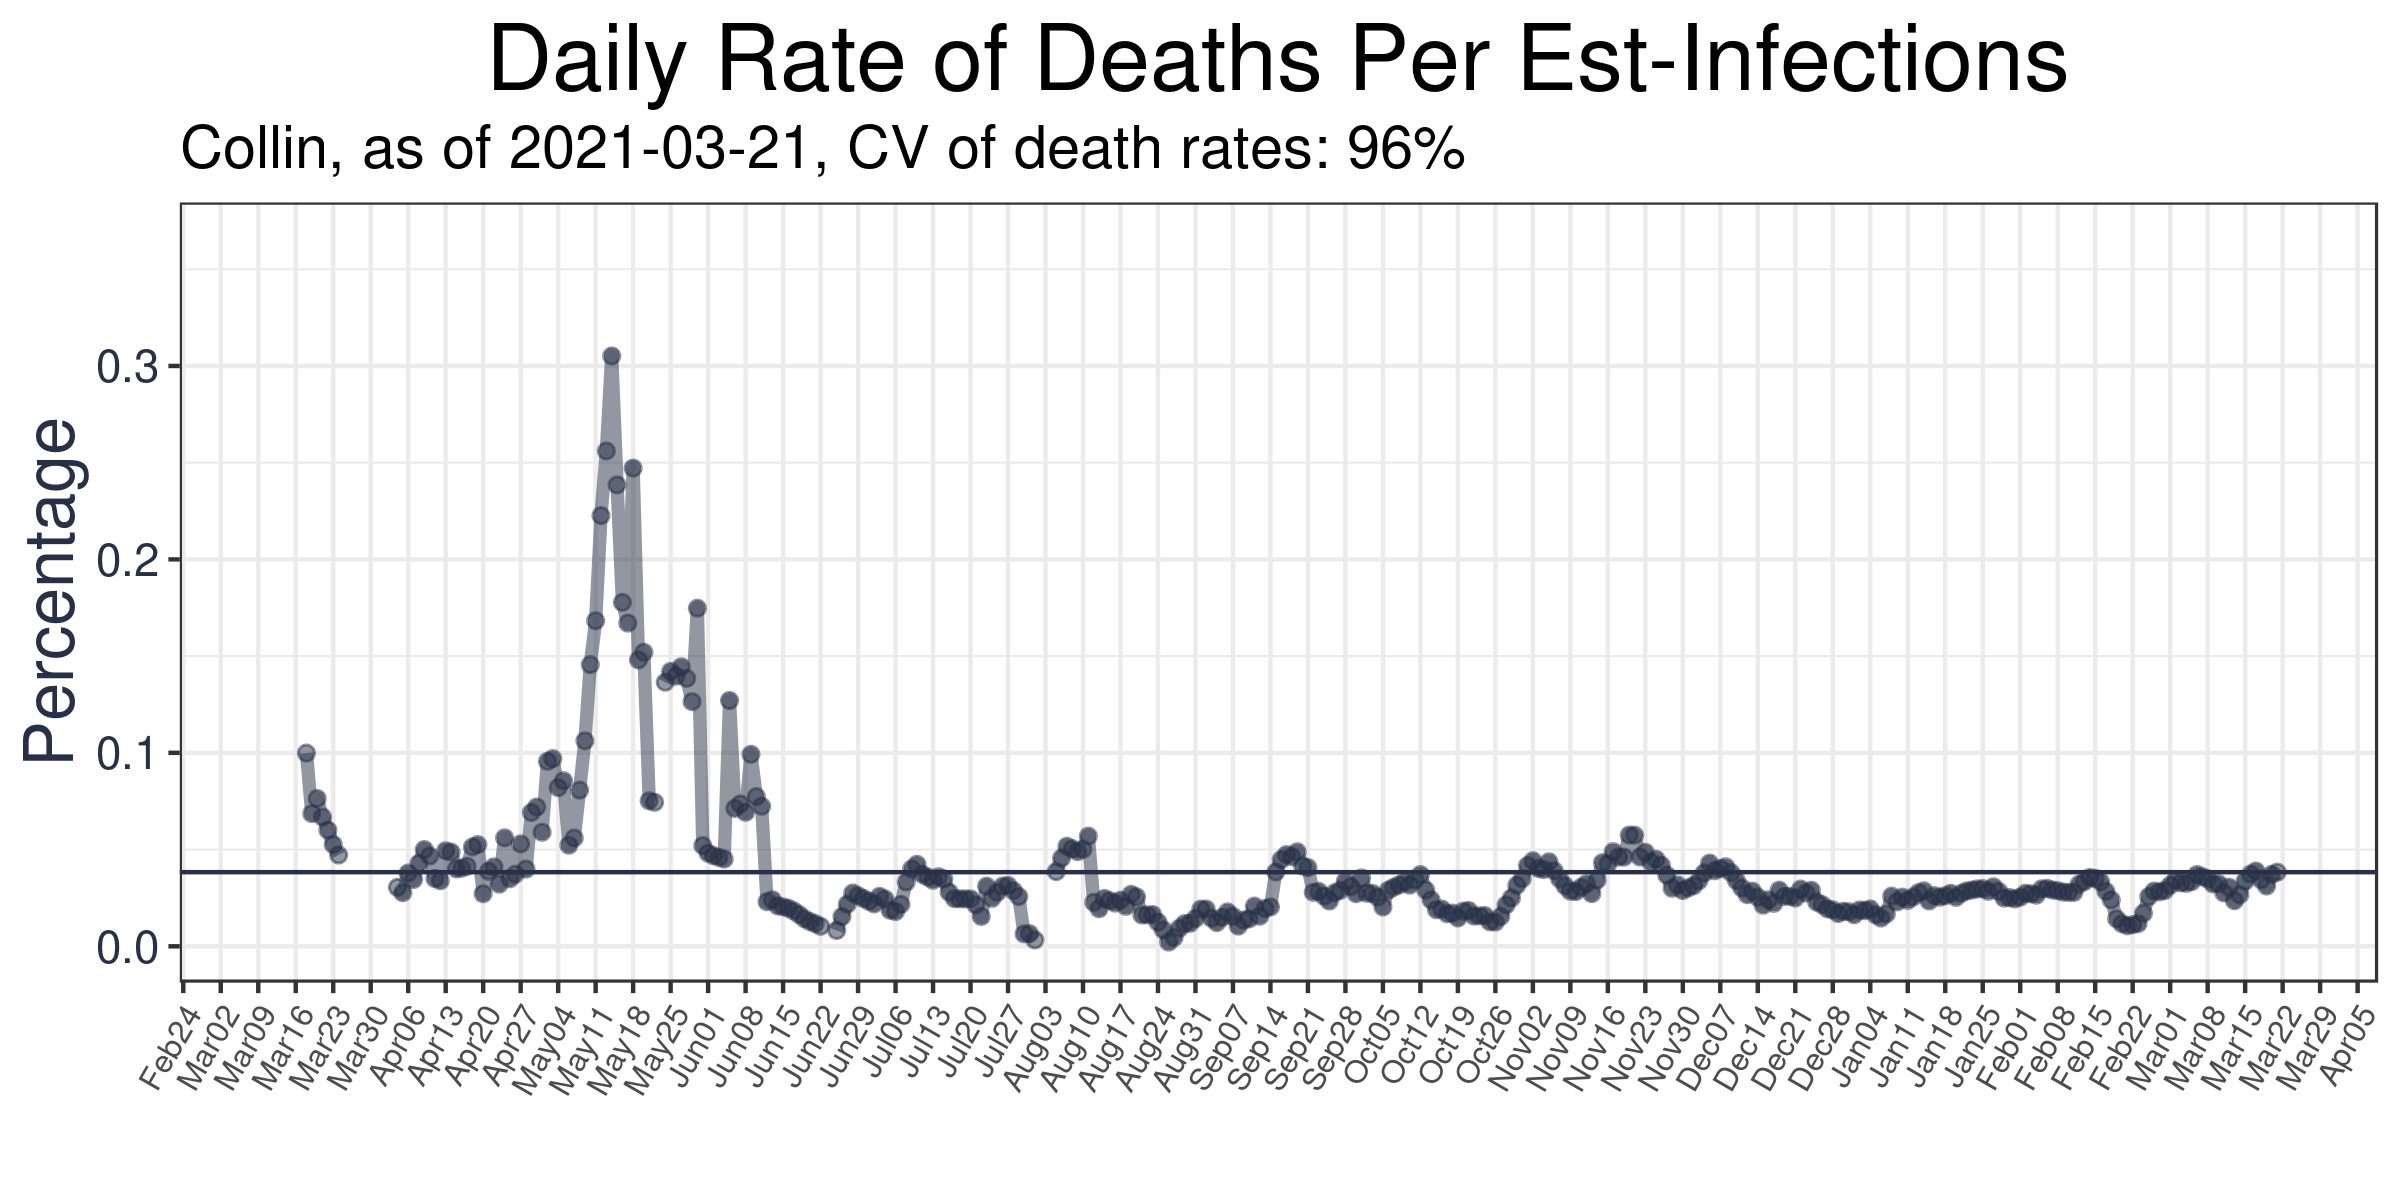 Daily Rate of Deaths Per Est-Infections
Collin, as of 2021-03-21, CV of death rates: 96%
Percentage
0.3
0.2
0.1
0.0
Feb24 Mar02 Mar09 Mar16 Mar23 Mar30 Apr06 Apr13 Apr20 Apr27 May04 May11 May18 May25 Jun01 Jun08 Jun15 Jun22 Jun29 Jul06 Jul13 Jul20 Jul27 Aug03 Aug10 Aug17 Aug24 Aug31 Sep07 Sep14 Sep21 Sep28 Oct05 Oct12 Oct19 Oct26 Nov02 Nov09 Nov16 Nov23 Nov30 Dec07 Dec14 Dec21 Dec28 Jan04 Jan11 Jan18 Jan25 Feb01 Feb08 Feb15 Feb22 Mar01 Mar08 Mar15 Mar22 Mar29 Apr05